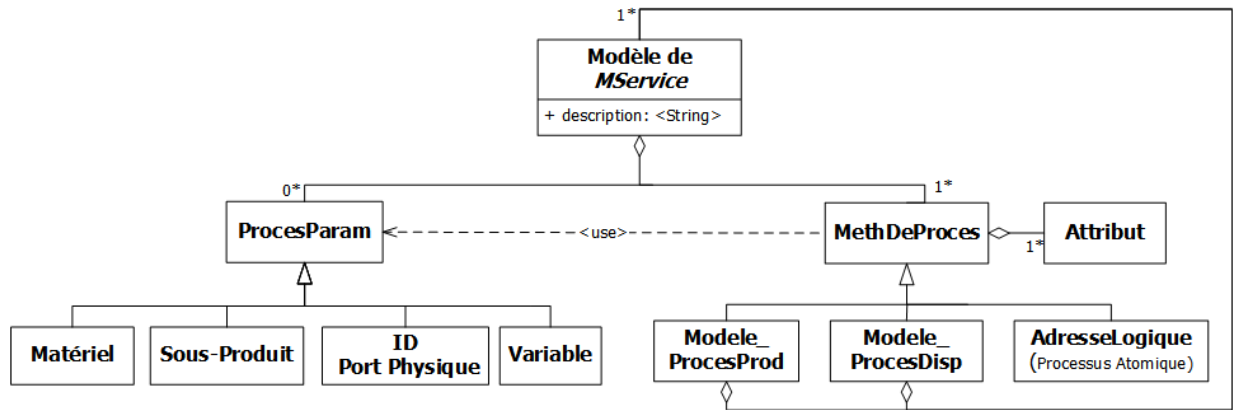 1*
Modèle de
MService
+ description: <String>
0*
1*
ProcesParam
<use>
MethDeProces
1*
Attribut
Matériel
Sous-Produit
ID
Port Physique
Variable
Modele_
ProcesProd
Modele_
ProcesDisp
AdresseLogique
(Processus Atomique)